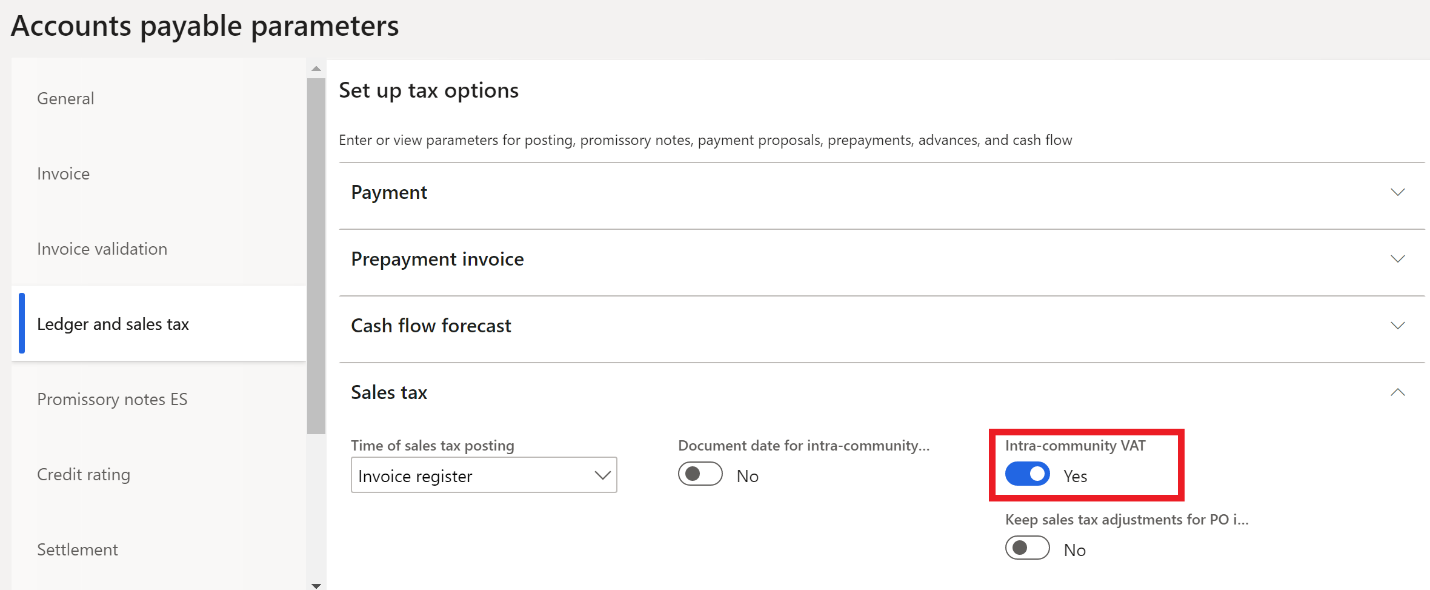 Accounts payable parameters
General
Invoice
Invoice validation
Ledger and sales tax
Promissory notes ES
Credit rating
Settlement
Set up tax options
Enter or view parameters for posting, promissory notes, payment proposals, prepayments, advances, and cash flow
Payment
Prepayment invoice
Cash flow forecast
Sales tax
Time of sales tax posting
Invoice register
Document date for intra-community...
No
Intra-community VAT
Yes
Keep sales tax adjustments for PO i...
No